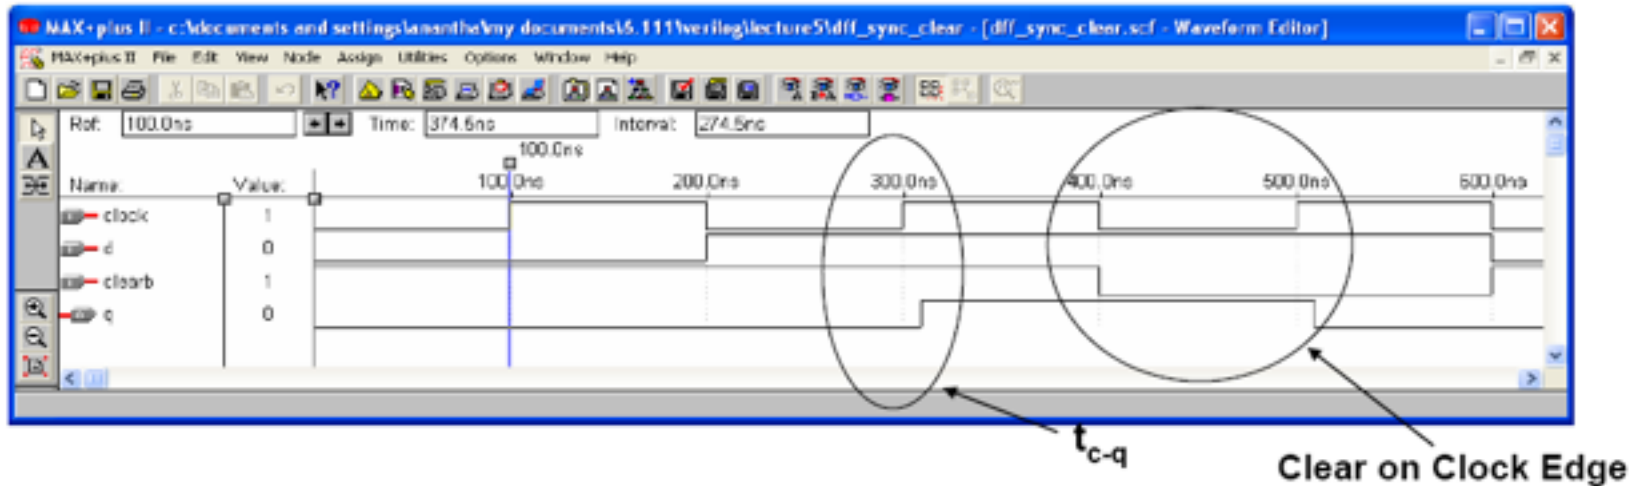 MAX+plus II - c:\documents and settings\anantha\my documents\6.111\verilog\lecture5\dff_sync_clear - [dff_sync_clear.scf - Waveform Editor]
MAX+plus II File Edit View Node Assign Utilities Options Window Help
Ref: 100.0ns Time: 374.5ns Interval: 274.5ns
100.0ns
Name: Value: 100.0ns 200.0ns 300.0ns 400.0ns 500.0ns 600.0ns
clock 1
d 0
clearb 1
q 0
tc-q
Clear on Clock Edge